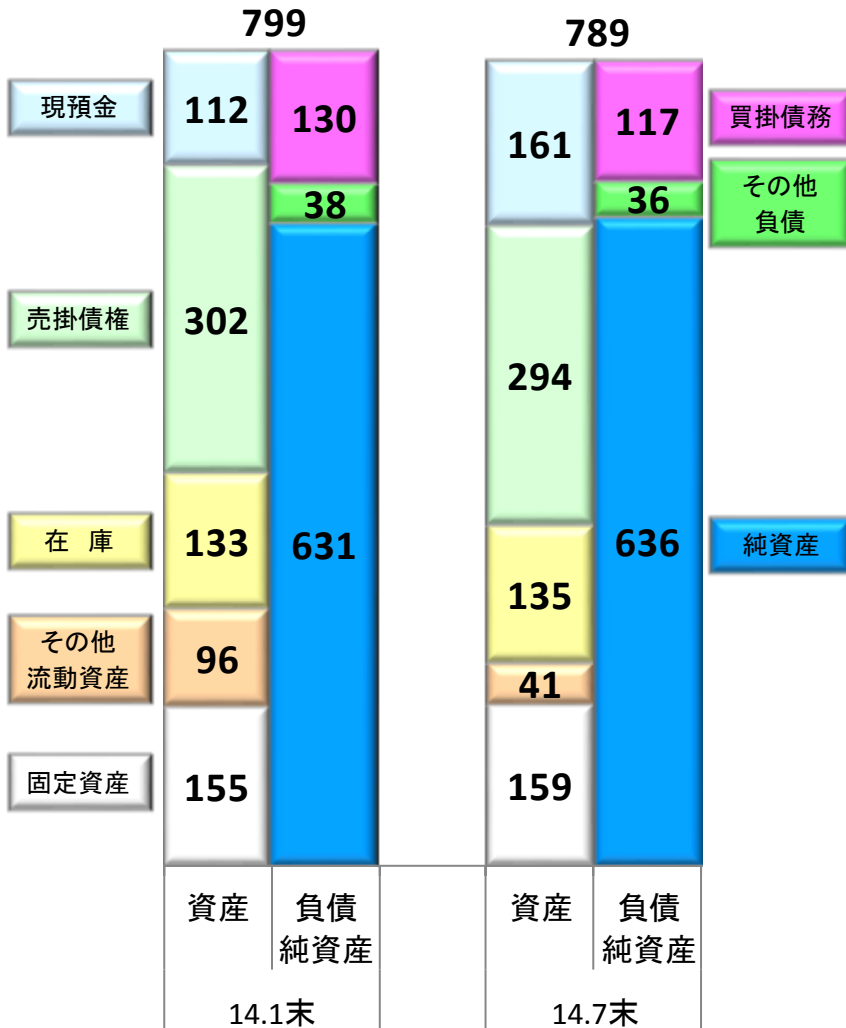 799
789
現預金
112
130
161
117
買掛債務
38
36
その他
負債
売掛債権
302
294
在 庫
133
631
135
636
純資産
その他
流動資産
96
41
固定資産
155
159
資産
負債
純資産
資産
負債
純資産
14.1末
14.7末